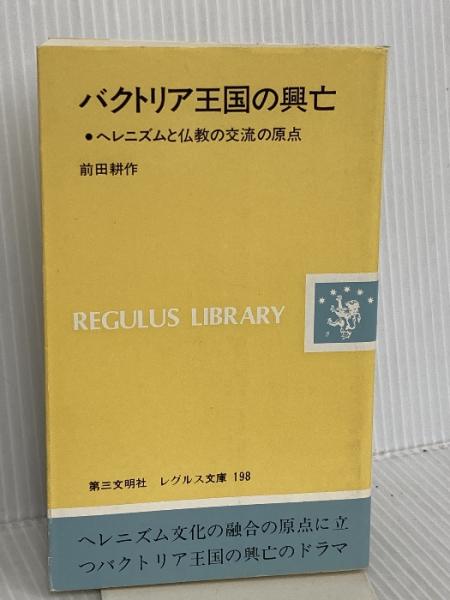 バクトリア王国の興亡
●ヘレニズムと仏教の交流の原点
前田耕作
REGULUS LIBRARY
第三文明社 レグルス文庫 198
ヘレニズム文化の融合の原点に立
つバクトリア王国の興亡のドラマ